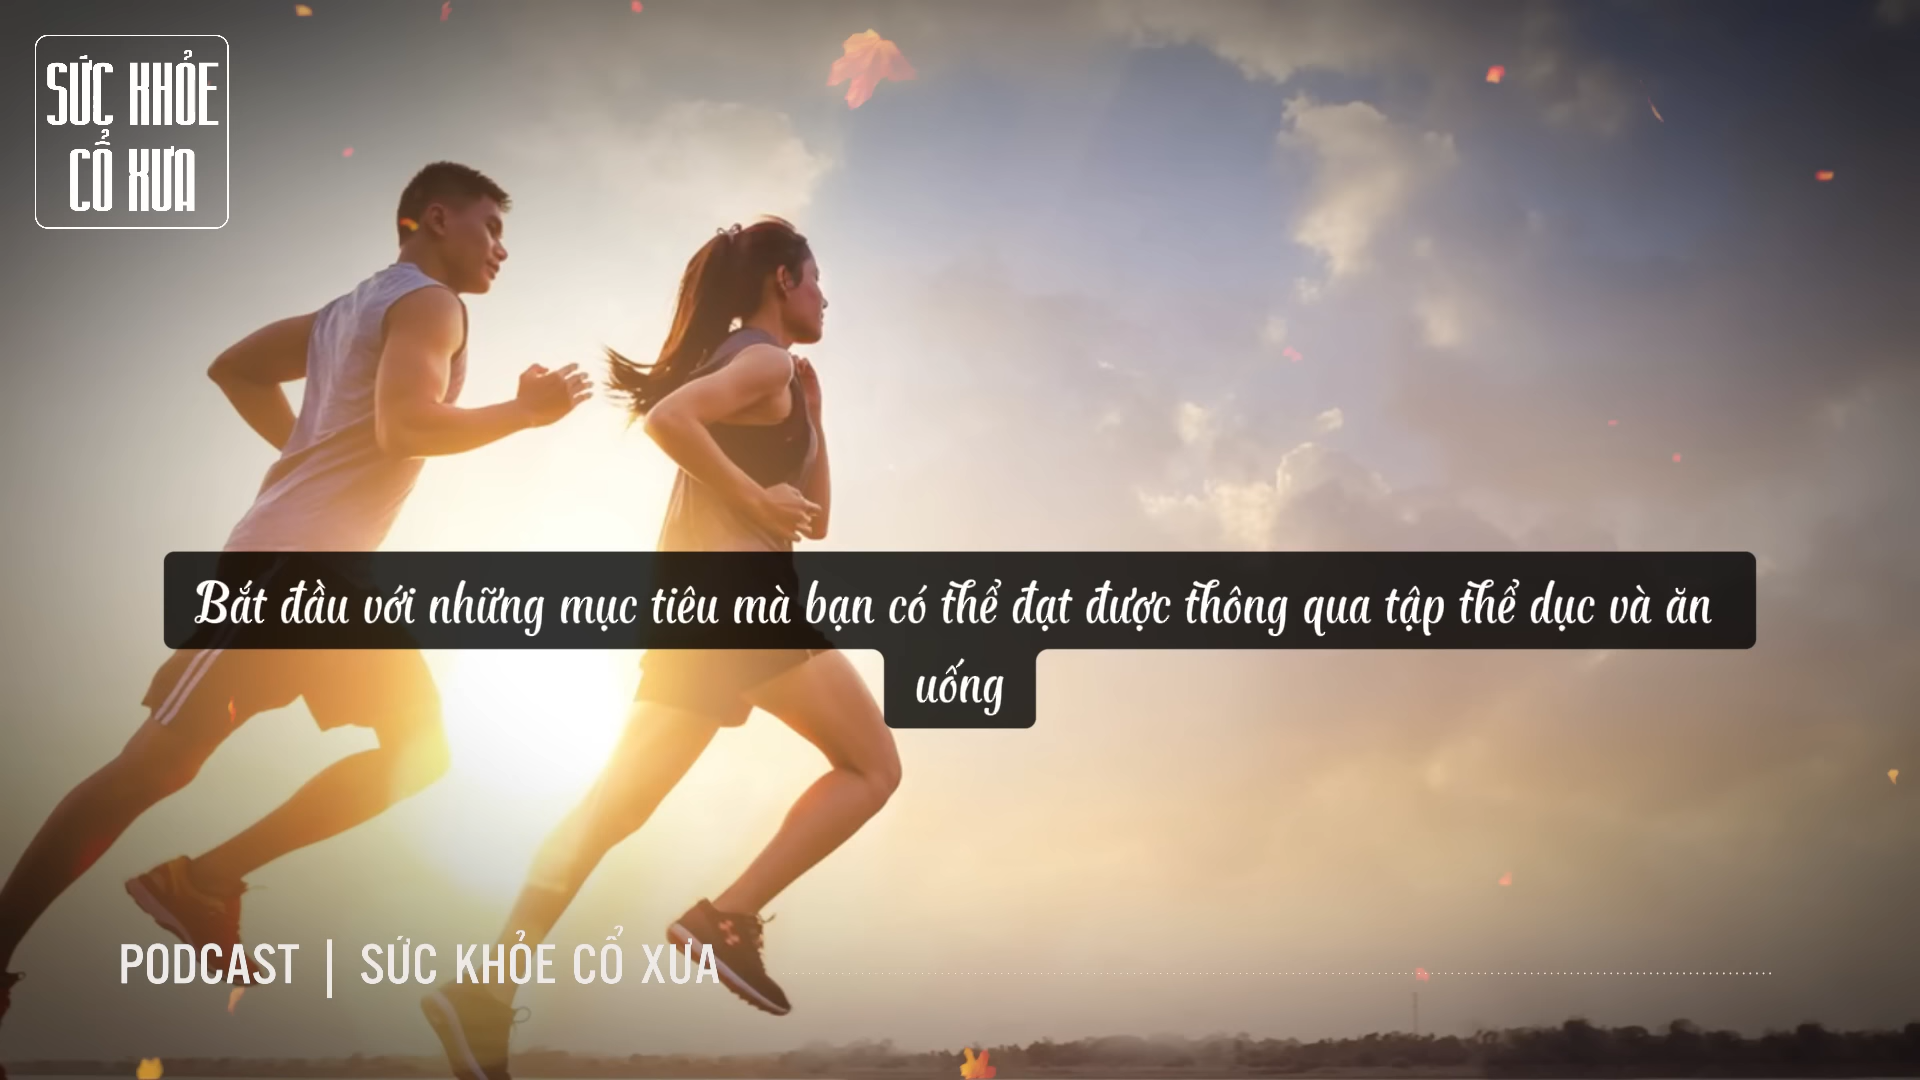 SỨC KHỎE
CỔ XƯA
Bắt đầu với những mục tiêu mà bạn có thể đạt được thông qua tập thể dục và ăn
uống
PODCAST | SỨC KHỎE CỔ XƯA